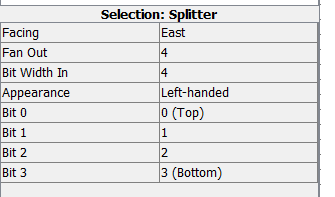 Selection: Splitter
Facing East
Fan Out 4
Bit Width In 4
Appearance Left-handed
Bit 0 0 (Top)
Bit 1 1
Bit 2 2
Bit 3 3 (Bottom)